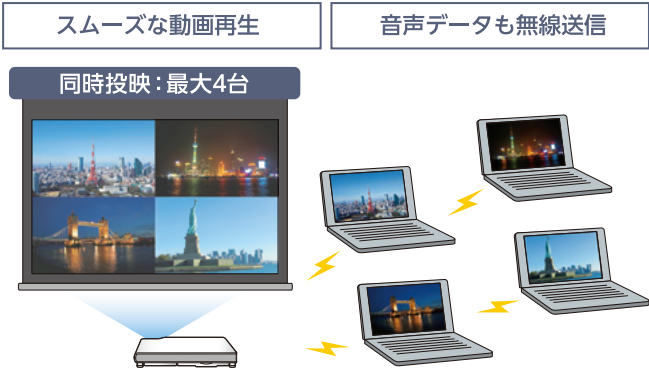 スムーズな動画再生
音声データも無線送信
同時投映：最大4台